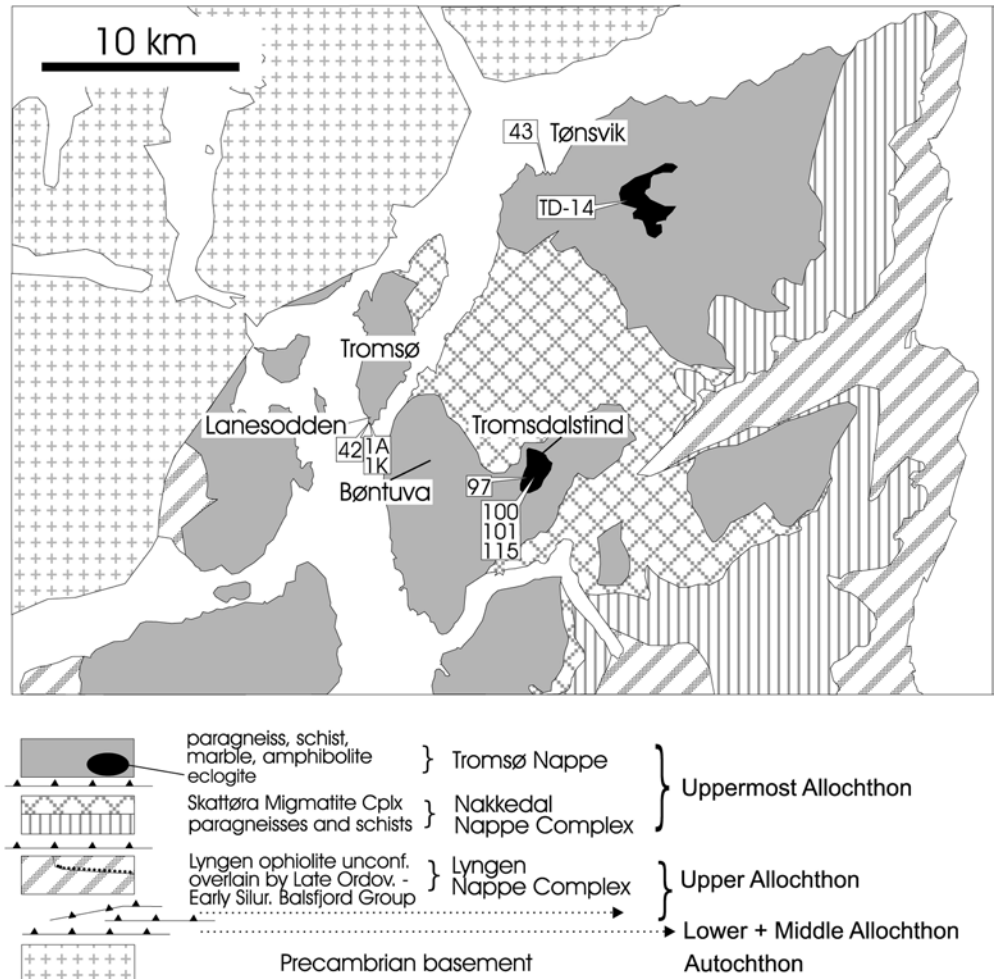 10 km
43
Tønsvik
TD-14
Tromsø
Lanesodden
Tromsdalstind
42
1A
1K
Bøntuva
97
100
101
115
paragneiss, schist,
marble, amphibolite
eclogite
} Tromsø Nappe
Skattøra Migmatite Cplx
paragneisses and schists
} Nakkedal
Nappe Complex
} Uppermost Allochthon
Lyngen ophiolite unconf.
overlain by Late Ordov. -
Early Silur. Balsfjord Group
} Lyngen
Nappe Complex
} Upper Allochthon
Lower + Middle Allochthon
Autochthon
Precambrian basement